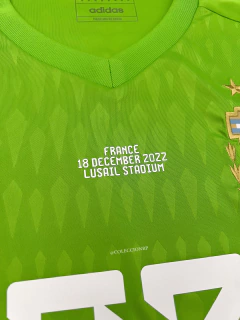 adidas
FRANCE
18 DECEMBER 2022
LUSAIL STADIUM